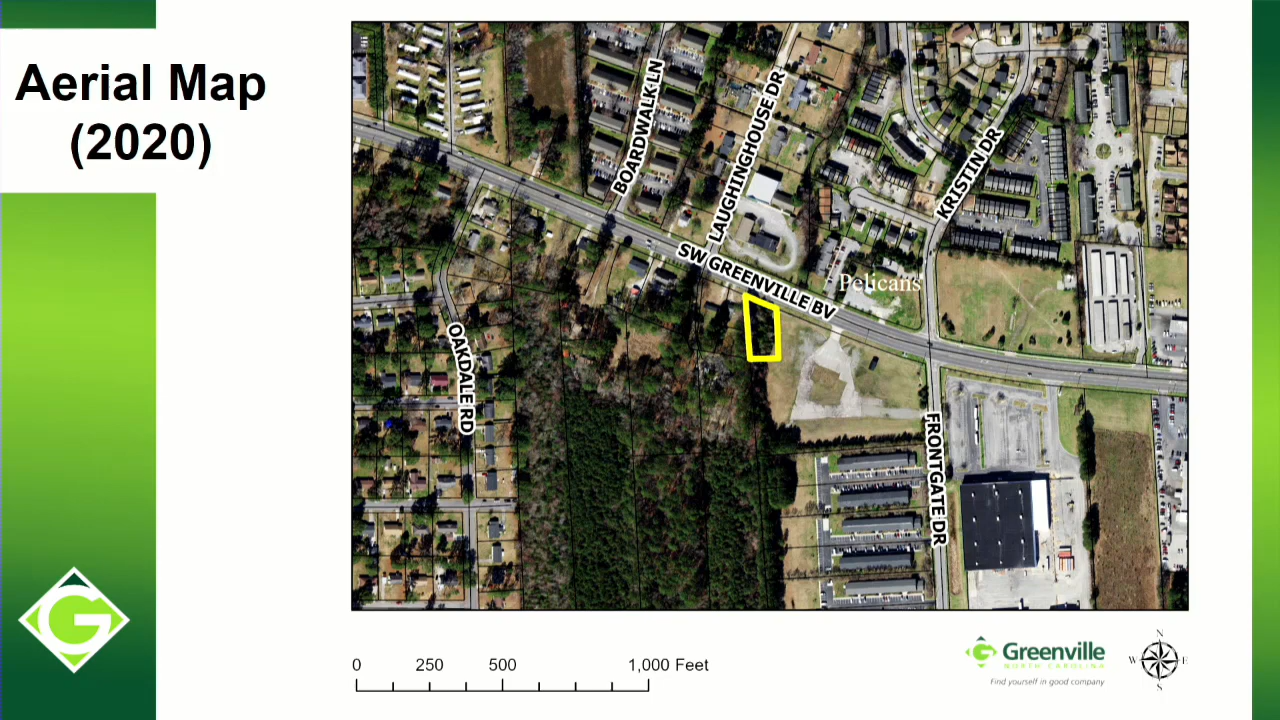 Aerial Map
(2020)
BOARDWALK LN
LAUGHINGHOUSE DR
KRISTIN DR
SW GREENVILLE BV
Pelicans
OAKDALE RD
FRONTGATE DR
0 250 500 1,000 Feet
G
G Greenville
NORTH CAROLINA
Find yourself in good company
N
W E
S